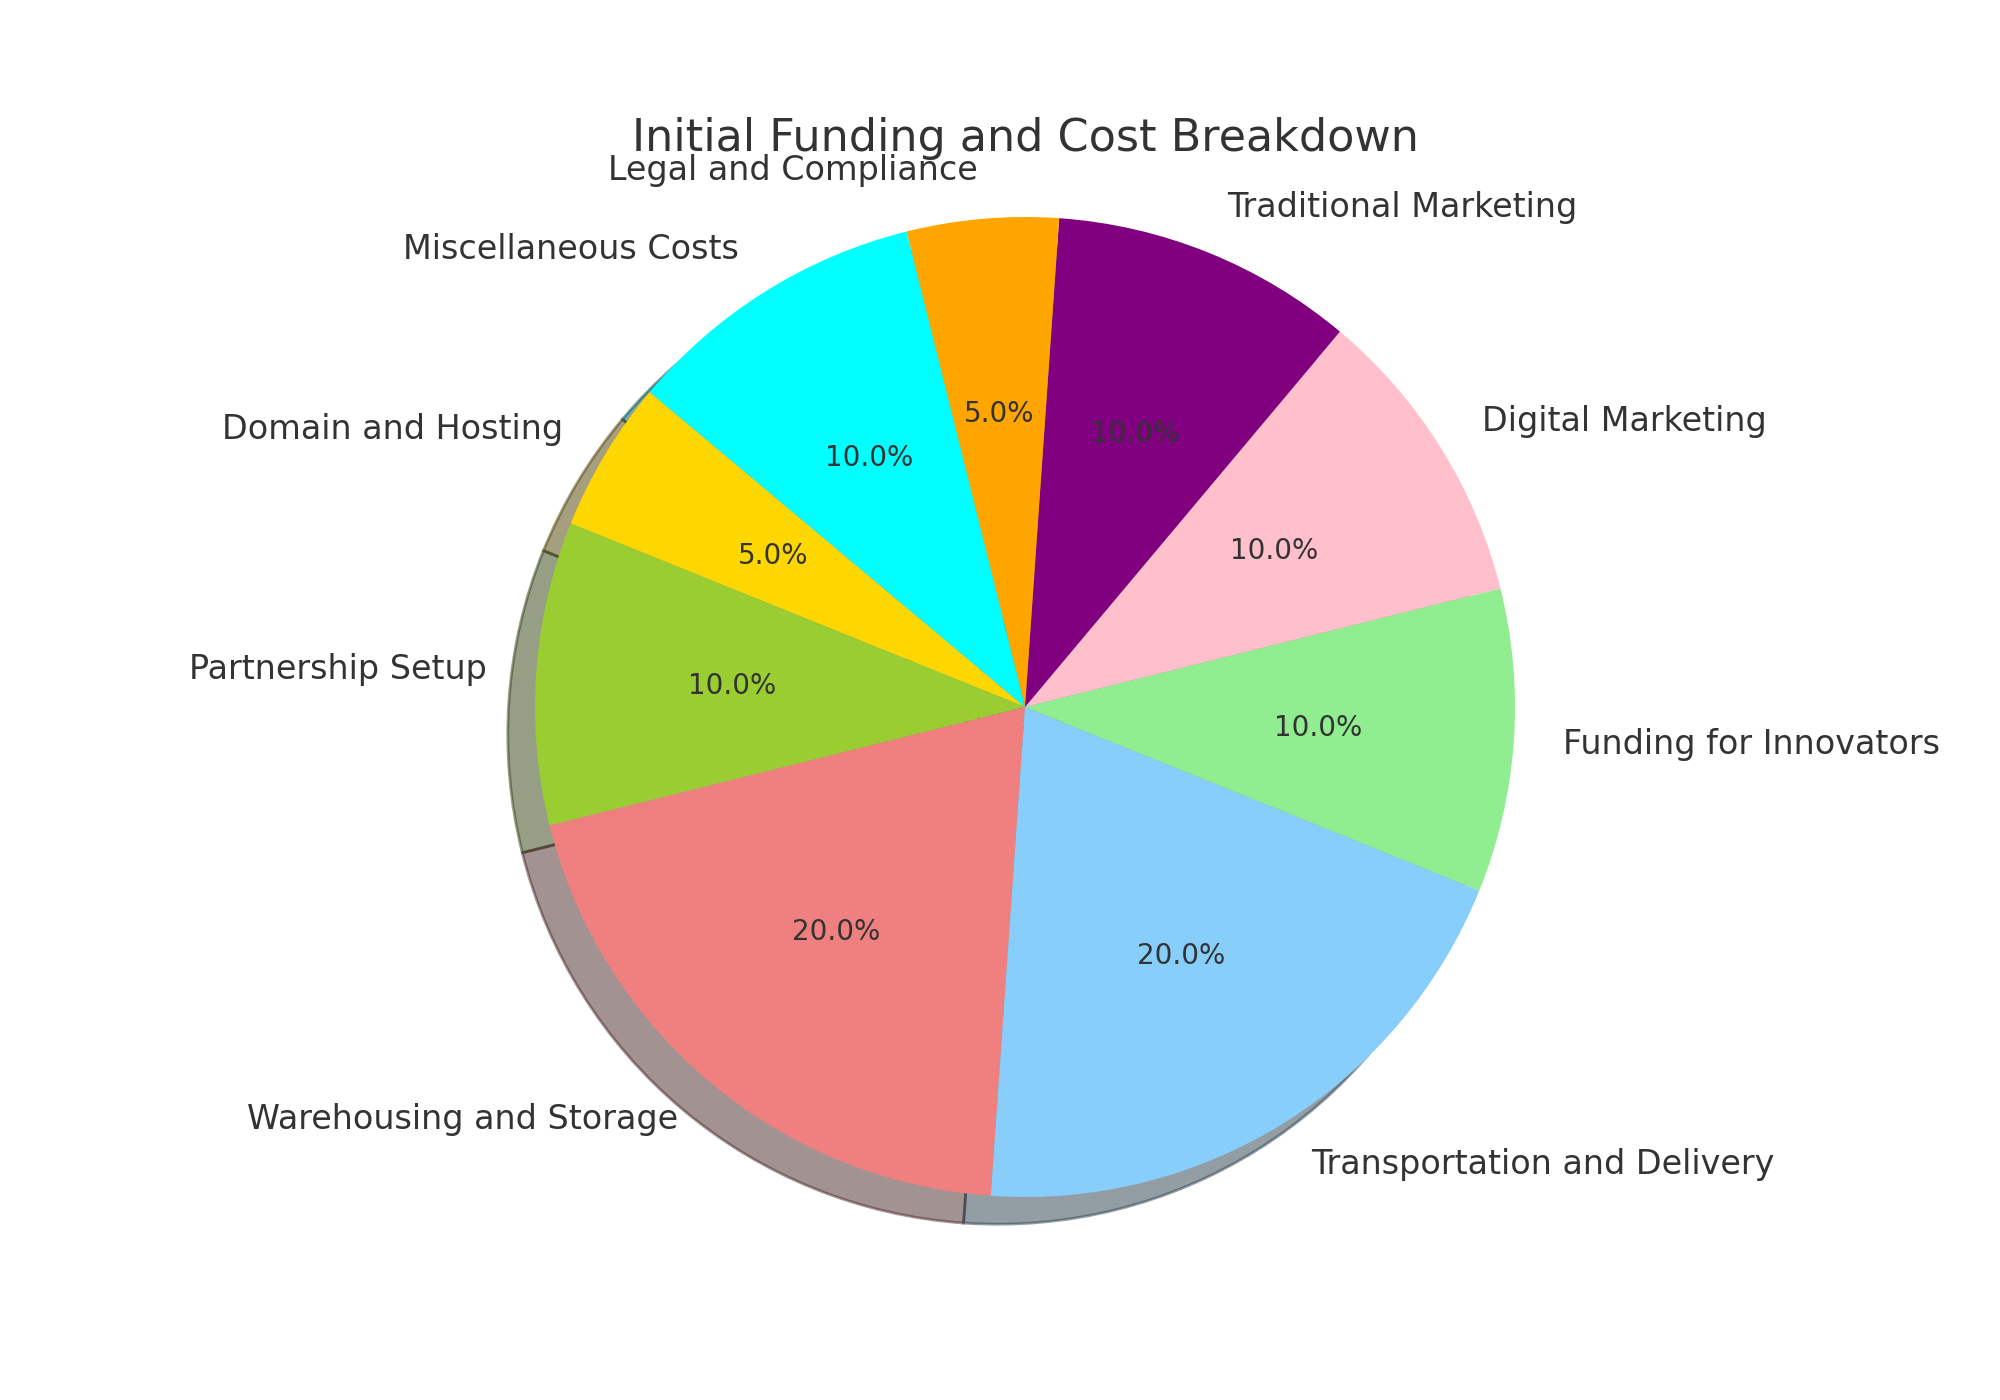 Initial Funding and Cost Breakdown
Legal and Compliance
Traditional Marketing
Miscellaneous Costs
Digital Marketing
Domain and Hosting
5.0%
10.0%
10.0%
5.0%
10.0%
Partnership Setup
10.0%
10.0%
Funding for Innovators
20.0%
20.0%
Warehousing and Storage
Transportation and Delivery